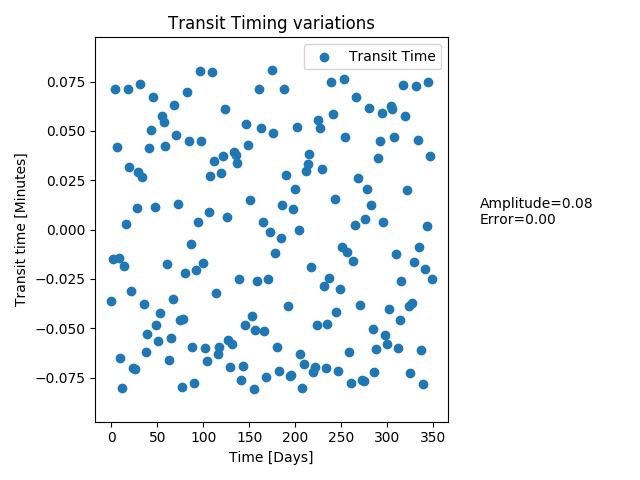 Transit Timing variations
Transit Time
0.075
0.050
0.025
0.000
−0.025
−0.050
−0.075
Transit time [Minutes]
0 50 100 150 200 250 300 350
Time [Days]
Amplitude=0.08
Error=0.00